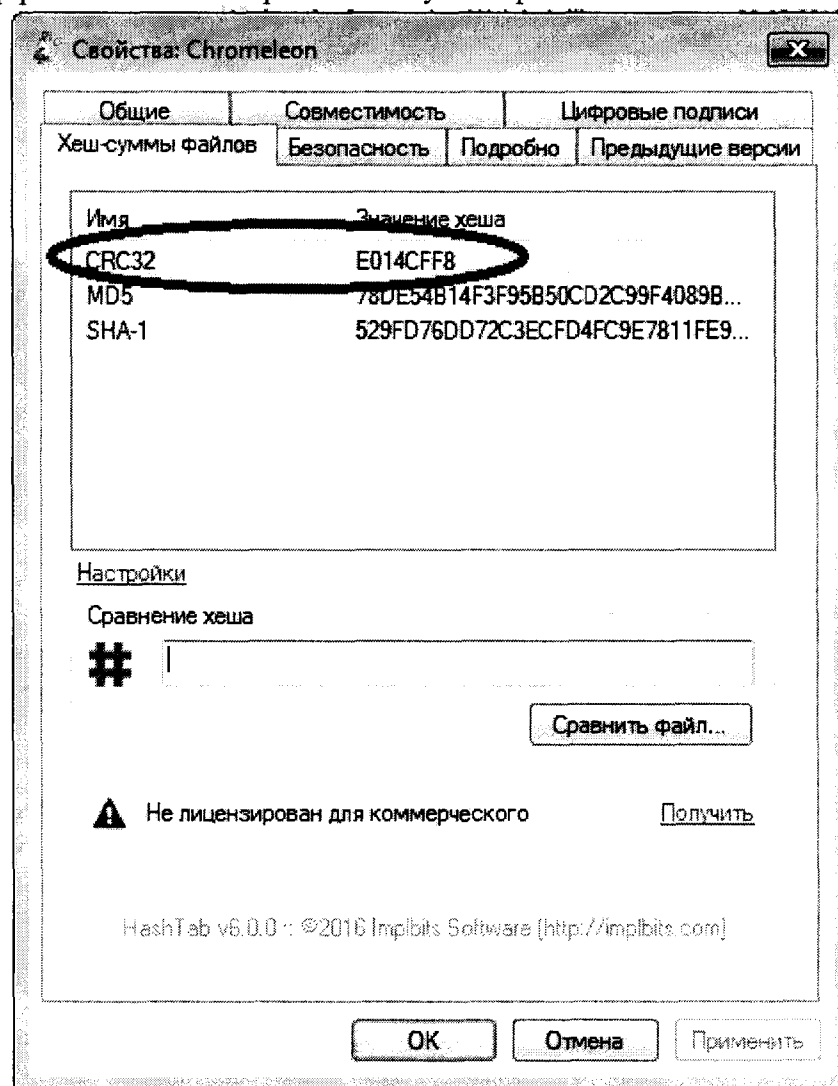 Свойства: Chromeleon
Общие Совместимость Цифровые подписи
Хеш-суммы файлов Безопасность Подробно Предыдущие версии
Имя Значение хеша
CRC32 E014CFF8
MD5 78DE54B14F3F95B50CD2C99F4089B...
SHA-1 529FD76DD72C3ECFD4FC9E7811FE9...
Настройки
Сравнение хеша
#
Сравнить файл...
Не лицензирован для коммерческого Получить
HashTab v6.0.0 :: ©2016 Implbits Software (http://implbits.com)
OK Отмена Применить